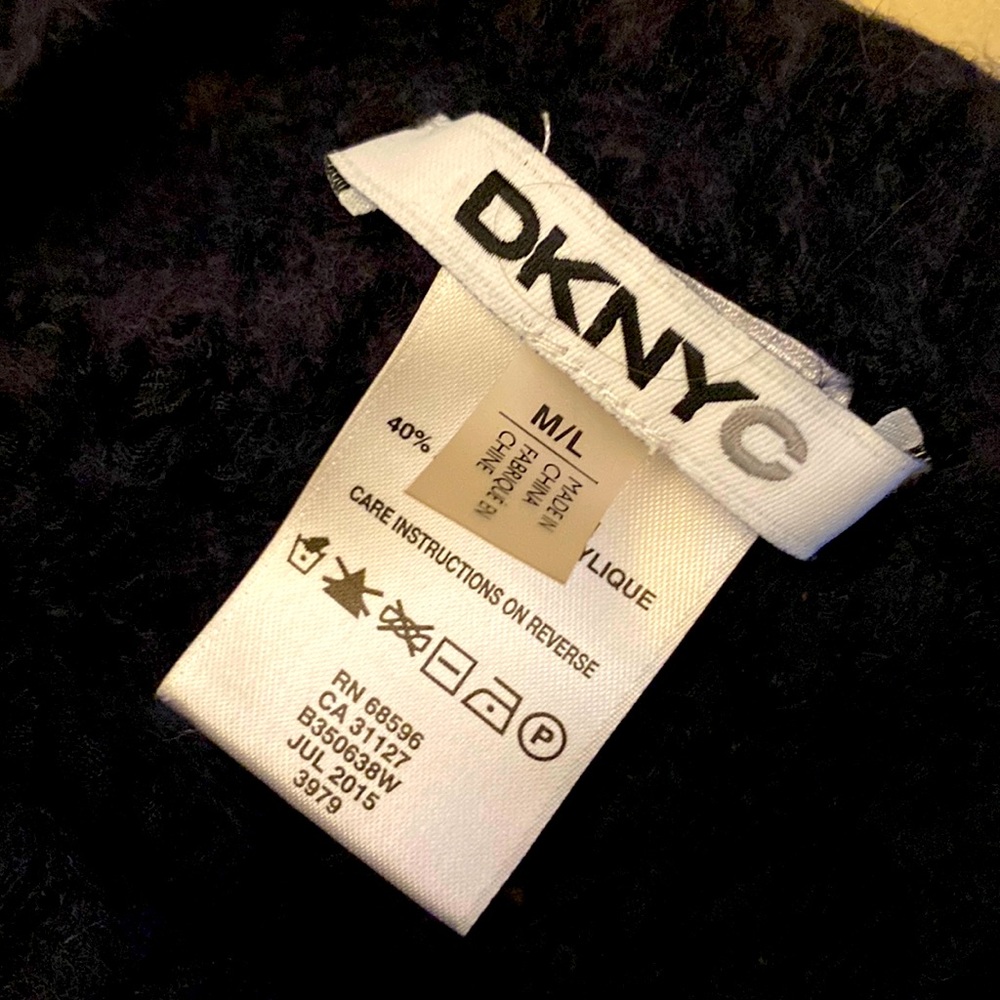 DKNYC
M/L
MADE IN
CHINA
FABRIQUÉ EN
CHINE
40%
YLIQUE
CARE INSTRUCTIONS ON REVERSE
P
RN 68596
CA 31127
B350638W
JUL 2015
3979